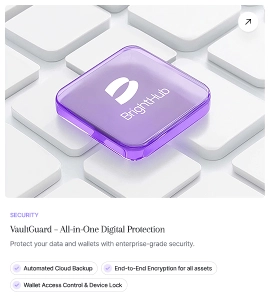 BrightHub
SECURITY
VaultGuard – All-in-One Digital Protection
Protect your data and wallets with enterprise-grade security.
Automated Cloud Backup
End-to-End Encryption for all assets
Wallet Access Control & Device Lock